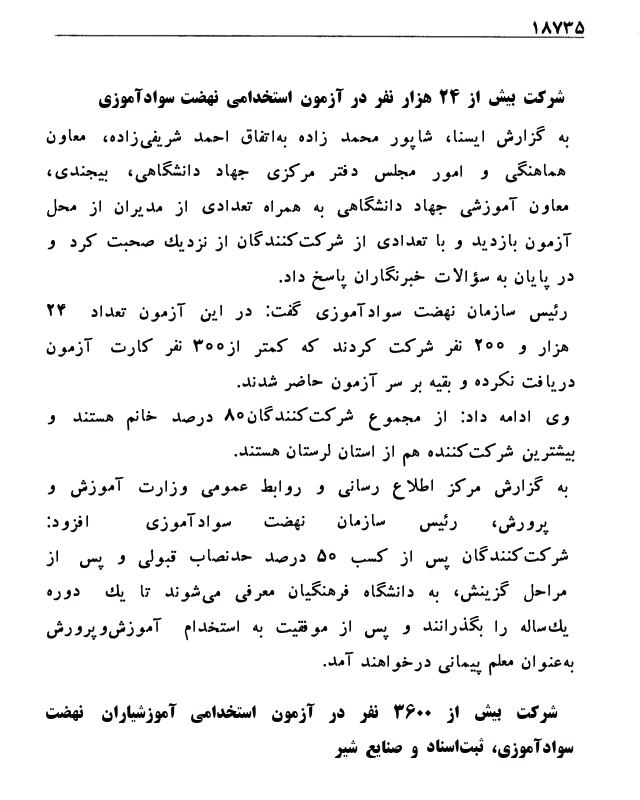 ۱۸۷۳۵
شرکت بیش از ۲۴ هزار نفر در آزمون استخدامی نهضت سوادآموزی
به گزارش ایسنا، شاپور محمد زاده به‌اتفاق احمد شریفی‌زاده، معاون
هماهنگی و امور مجلس دفتر مرکزی جهاد دانشگاهی، بیجندی،
معاون آموزشی جهاد دانشگاهی به همراه تعدادی از مدیران از محل
آزمون بازدید و با تعدادی از شرکت‌کنندگان از نزدیك صحبت کرد و
در پایان به سؤالات خبرنگاران پاسخ داد.
رئیس سازمان نهضت سوادآموزی گفت: در این آزمون تعداد ۲۴
هزار و ۲۰۰ نفر شرکت کردند که کمتر از۳۰۰ نفر کارت آزمون
دریافت نکرده و بقیه بر سر آزمون حاضر شدند.
وی ادامه داد: از مجموع شرکت‌کنندگان۸۰ درصد خانم هستند و
بیشترین شرکت‌کننده هم از استان لرستان هستند.
به گزارش مرکز اطلاع رسانی و روابط عمومی وزارت آموزش و
پرورش، رئیس سازمان نهضت سوادآموزی افزود:
شرکت‌کنندگان پس از کسب ۵۰ درصد حدنصاب قبولی و پس از
مراحل گزینش، به دانشگاه فرهنگیان معرفی می‌شوند تا یك دوره
یك‌ساله را بگذرانند و پس از موفقیت به استخدام آموزش‌وپرورش
به‌عنوان معلم پیمانی درخواهند آمد.
شرکت بیش از ۳۶۰۰ نفر در آزمون استخدامی آموزشیاران نهضت
سوادآموزی، ثبت‌اسناد و صنایع شیر